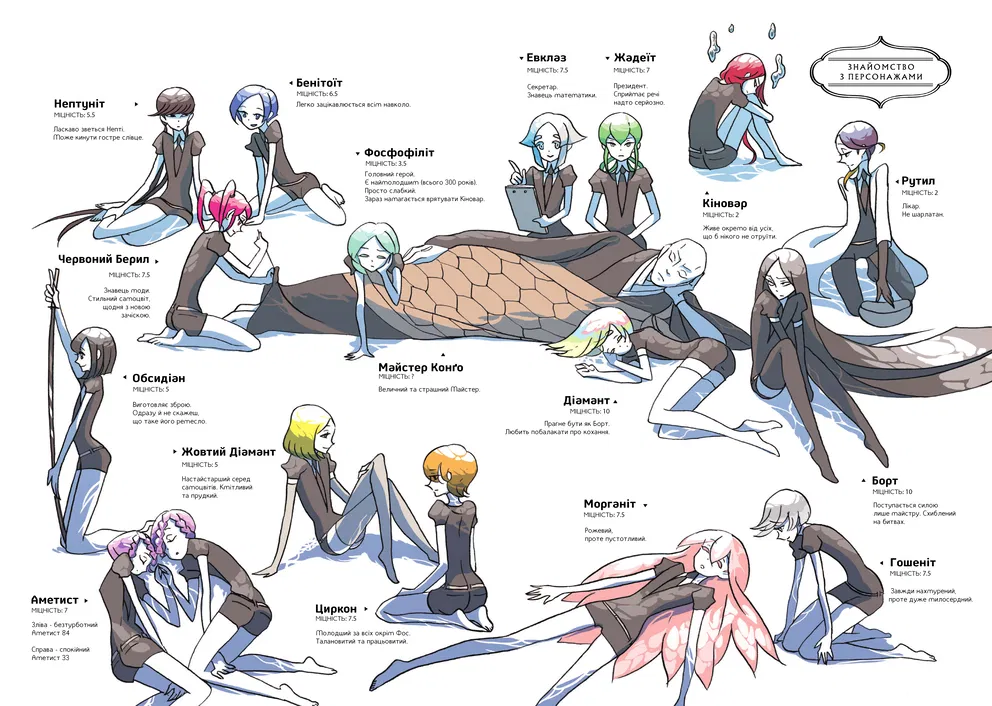 ЗНАЙОМСТВО
З ПЕРСОНАЖАМИ
Нептуніт
МІЦНІСТЬ: 5.5
Ласкаво зветься Непті.
Може кинути гостре слівце.
Бенітоїт
МІЦНІСТЬ: 6.5
Легко зацікавлюється всім навколо.
Фосфофіліт
МІЦНІСТЬ: 3.5
Головний герой.
Є наймолодшим (всього 300 років).
Просто слабкий.
Зараз намагається врятувати Кіновар.
Евклаз
МІЦНІСТЬ: 7.5
Секретар.
Знавець математики.
Жадеїт
МІЦНІСТЬ: 7
Президент.
Сприймає речі
надто серйозно.
Кіновар
МІЦНІСТЬ: 2
Живе окремо від усіх,
що б нікого не отруїти.
Рутил
МІЦНІСТЬ: 2
Лікар.
Не шарлатан.
Червоний Берил
МІЦНІСТЬ: 7.5
Знавець моди.
Стильний самоцвіт,
щодня з новою
зачіскою.
Обсидіан
МІЦНІСТЬ: 5
Виготовляє зброю.
Одразу й не скажеш,
що таке його ремесло.
Майстер Конґо
МІЦНІСТЬ: ?
Величний та страшний Майстер.
Діамант
МІЦНІСТЬ: 10
Прагне бути як Борт.
Любить побалакати про кохання.
Жовтий Діамант
МІЦНІСТЬ: 5
Найстарший серед
самоцвітів. Кмітливий
та прудкий.
Борт
МІЦНІСТЬ: 10
Поступається силою
лише майстру. Схиблений
на битвах.
Морганіт
МІЦНІСТЬ: 7.5
Рожевий,
проте пустотливий.
Гошеніт
МІЦНІСТЬ: 7.5
Завжди нахмурений,
проте дуже милосердний.
Аметист
МІЦНІСТЬ: 7
Зліва - безтурботний
Аметист 84
Справа - спокійний
Аметист 33
Циркон
МІЦНІСТЬ: 7.5
Молодший за всіх окрім Фос.
Талановитий та працьовитий.